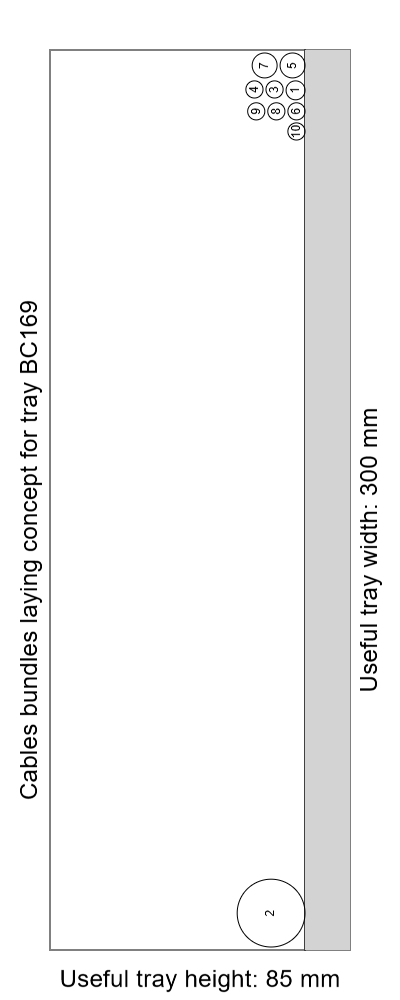 Cables bundles laying concept for tray BC169
7 5
4 3 1
9 8 6
10
2
Useful tray width: 300 mm
Useful tray height: 85 mm